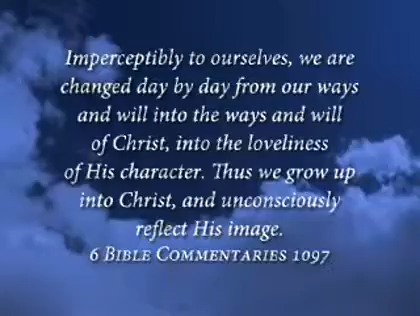 Imperceptibly to ourselves, we are
changed day by day from our ways
and will into the ways and will
of Christ, into the loveliness
of His character. Thus we grow up
into Christ, and unconsciously
reflect His image.
6 BIBLE COMMENTARIES 1097